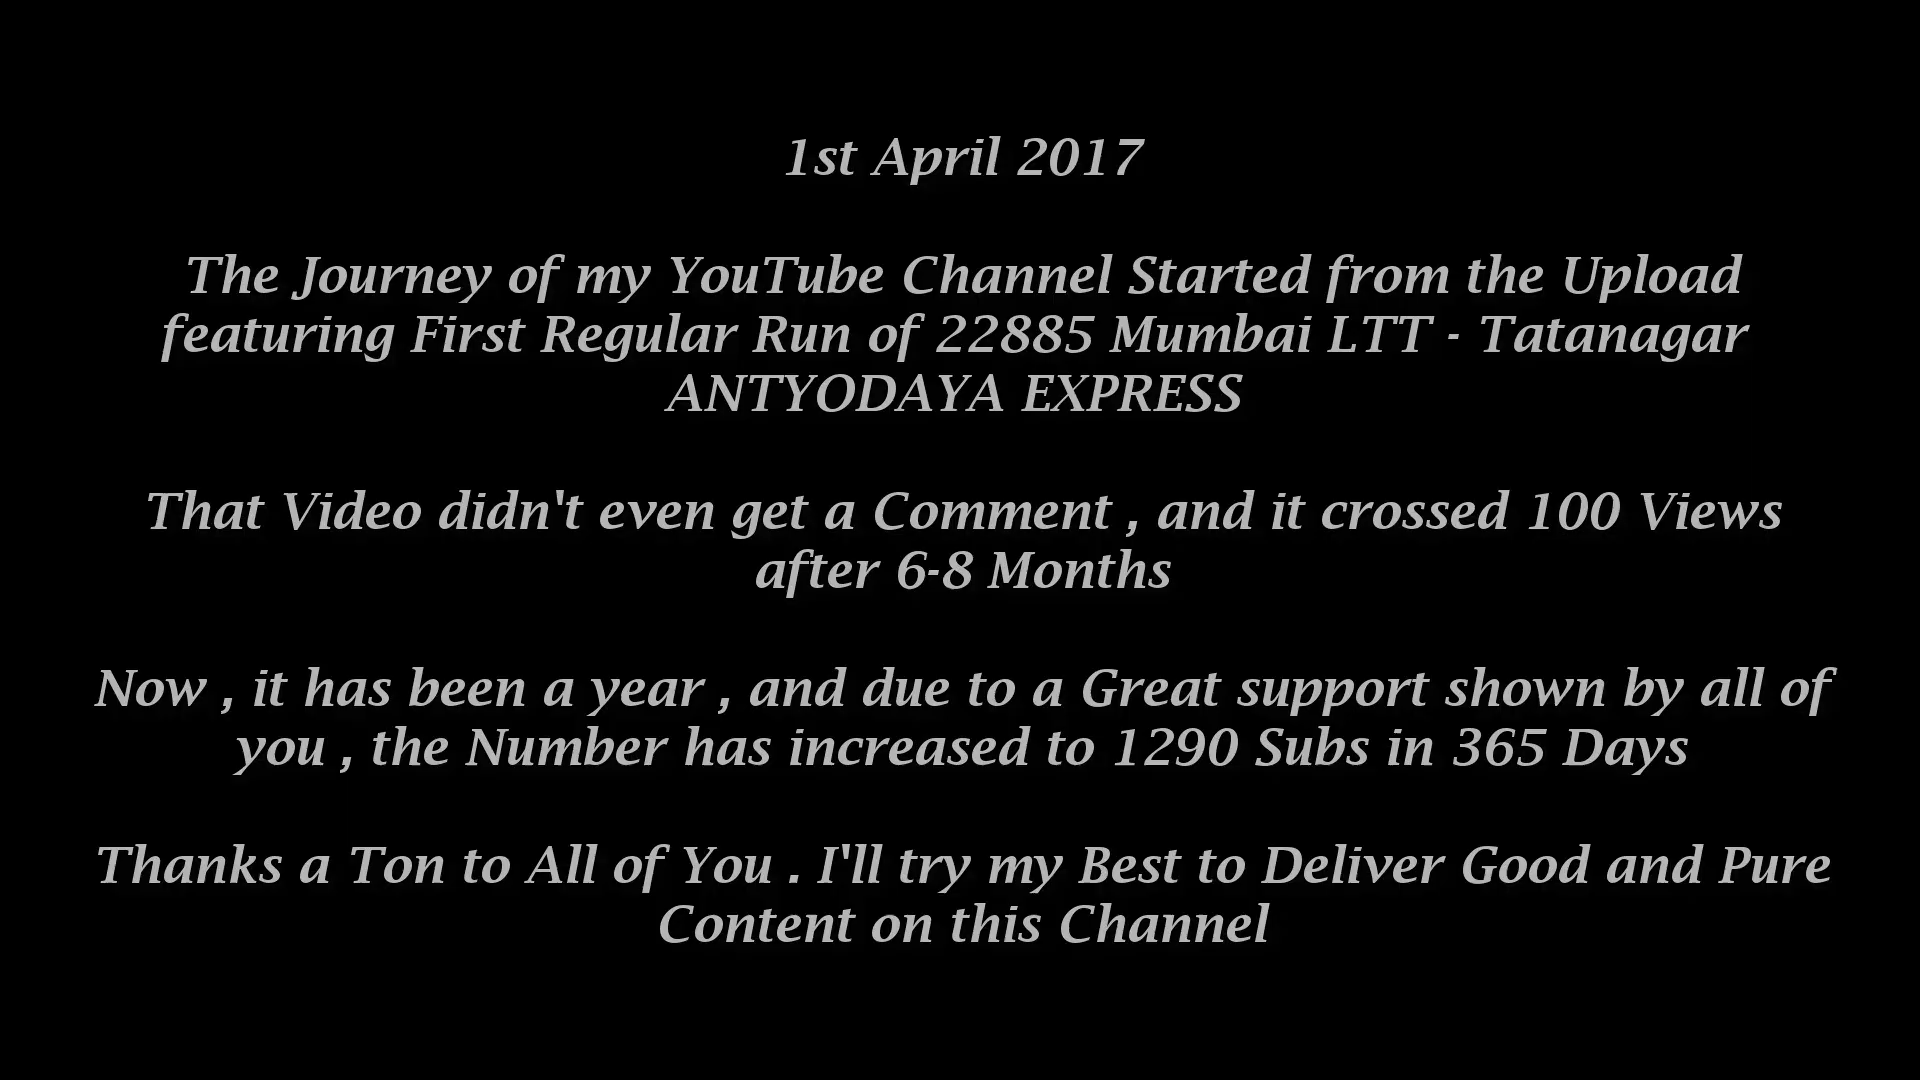 1st April 2017
The Journey of my YouTube Channel Started from the Upload
featuring First Regular Run of 22885 Mumbai LTT - Tatanagar
ANTYODAYA EXPRESS
That Video didn't even get a Comment , and it crossed 100 Views
after 6-8 Months
Now , it has been a year , and due to a Great support shown by all of
you , the Number has increased to 1290 Subs in 365 Days
Thanks a Ton to All of You . I'll try my Best to Deliver Good and Pure
Content on this Channel